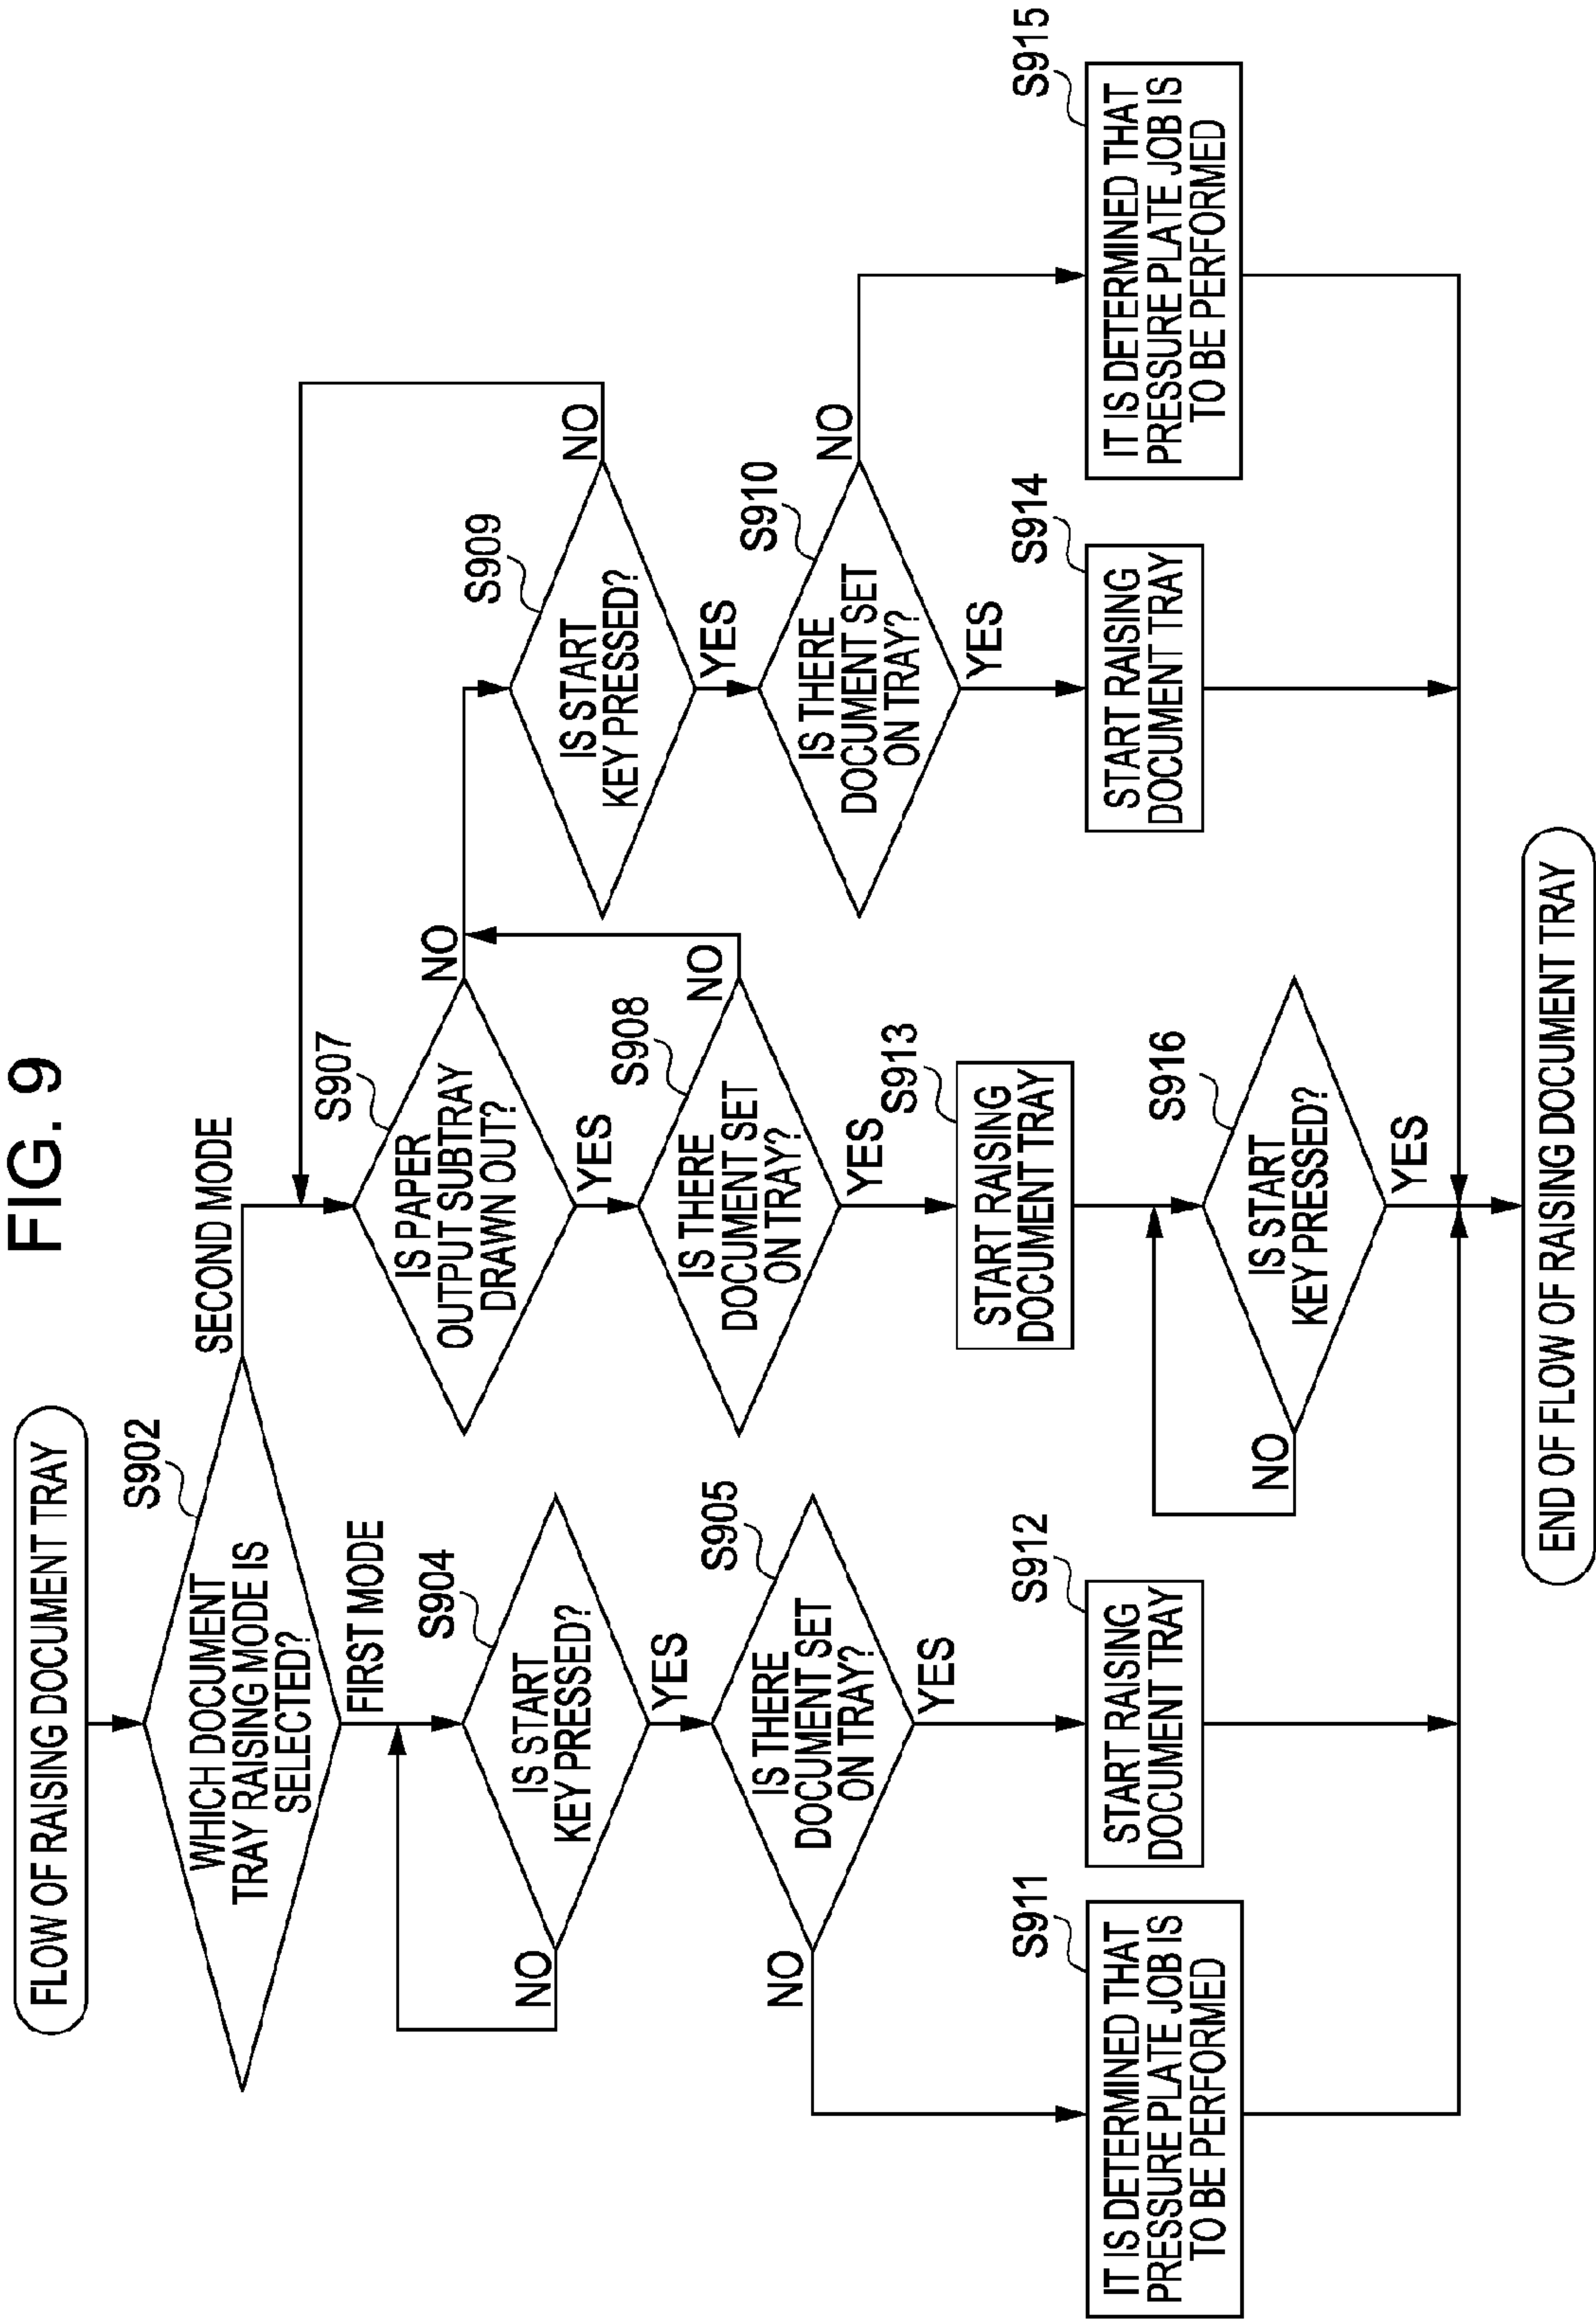 FIG. 9
FLOW OF RAISING DOCUMENT TRAY
S902
WHICH DOCUMENT
TRAY RAISING MODE IS
SELECTED?
SECOND MODE
FIRST MODE
S904
IS START
KEY PRESSED?
NO
YES
S905
IS THERE
DOCUMENT SET
ON TRAY?
NO
YES
S911
IT IS DETERMINED THAT
PRESSURE PLATE JOB IS
TO BE PERFORMED
S912
START RAISING
DOCUMENT TRAY
S907
IS PAPER
OUTPUT SUBTRAY
DRAWN OUT?
NO
YES
S908
IS THERE
DOCUMENT SET
ON TRAY?
NO
YES
S913
START RAISING
DOCUMENT TRAY
S916
IS START
KEY PRESSED?
NO
YES
S909
IS START
KEY PRESSED?
NO
YES
S910
IS THERE
DOCUMENT SET
ON TRAY?
NO
YES
S914
START RAISING
DOCUMENT TRAY
S915
IT IS DETERMINED THAT
PRESSURE PLATE JOB IS
TO BE PERFORMED
END OF FLOW OF RAISING DOCUMENT TRAY